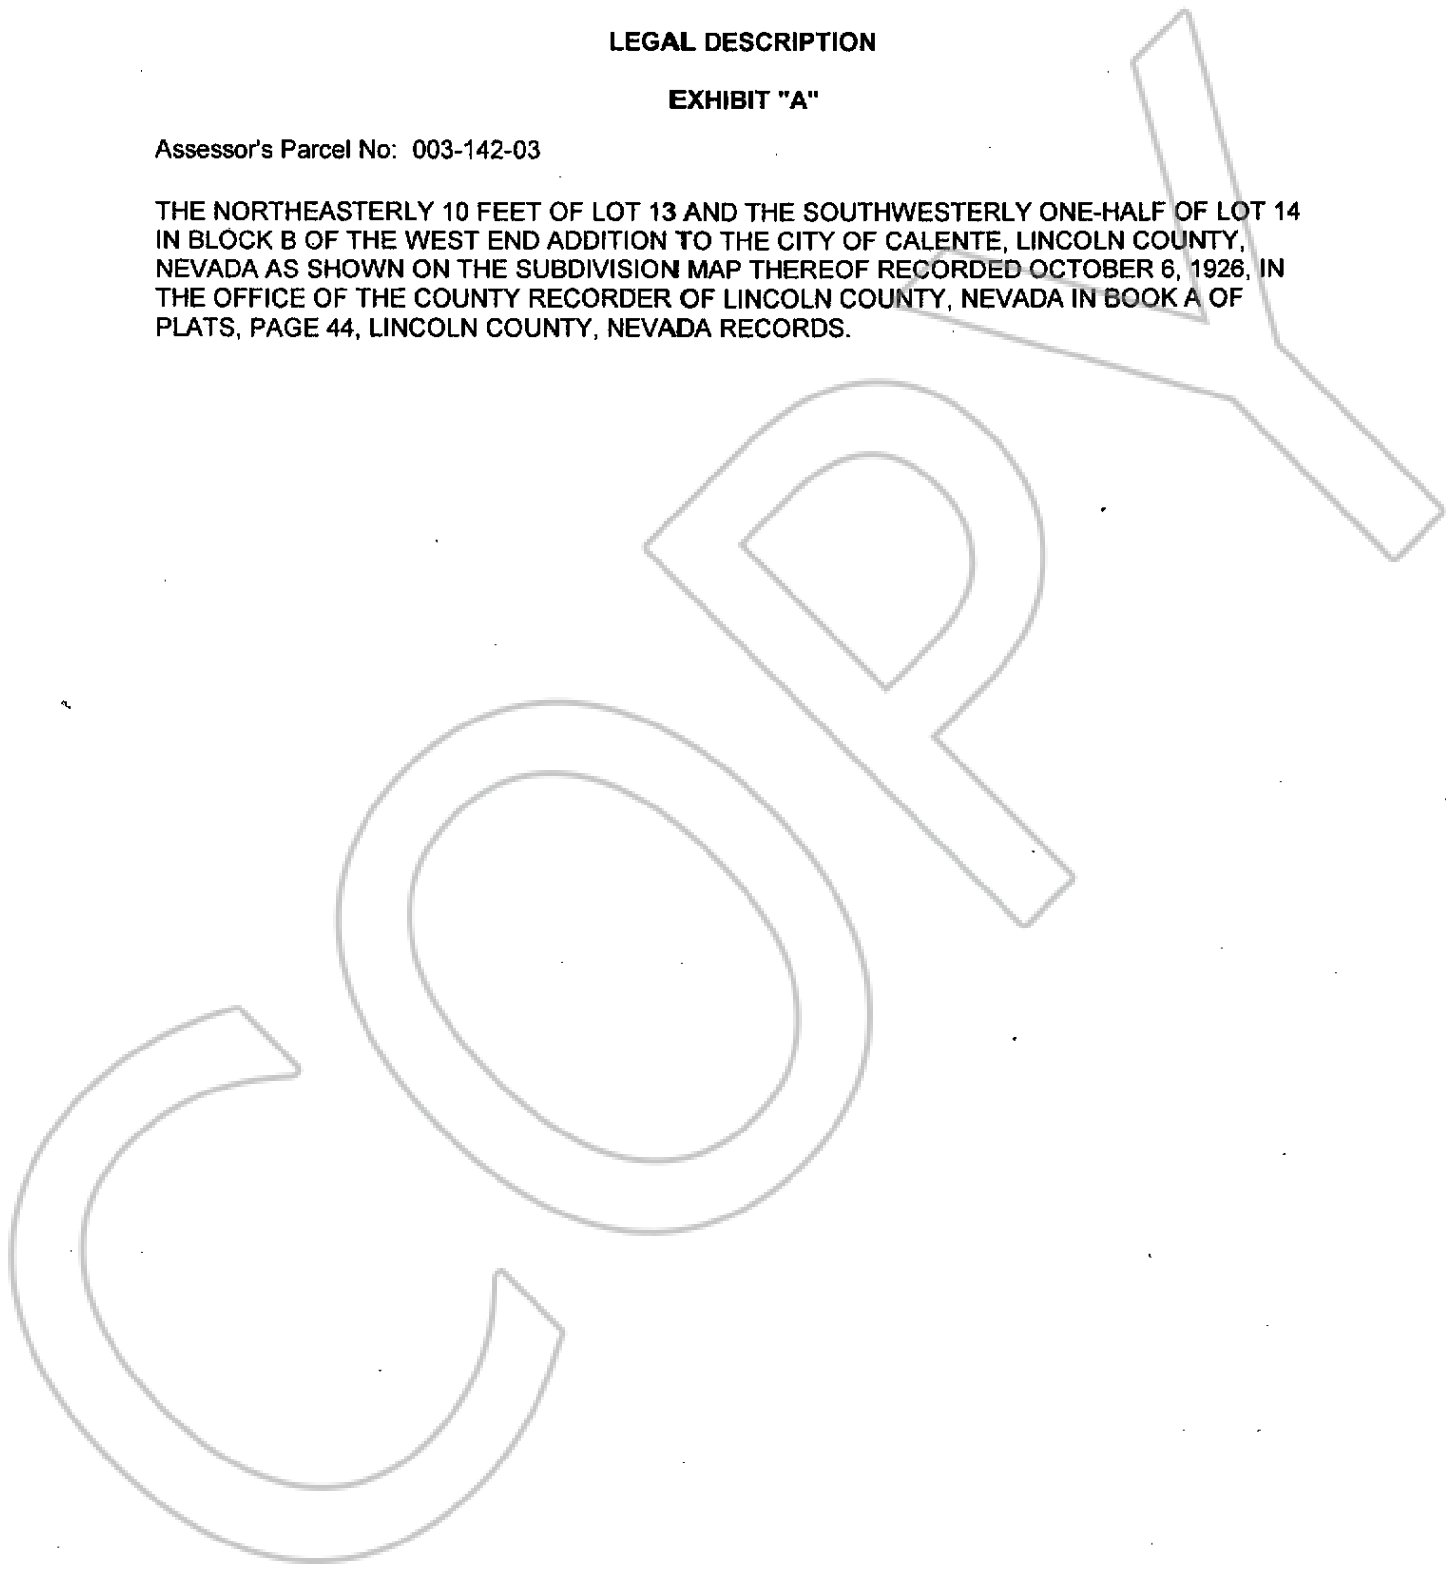 LEGAL DESCRIPTION
EXHIBIT "A"
Assessor's Parcel No: 003-142-03
THE NORTHEASTERLY 10 FEET OF LOT 13 AND THE SOUTHWESTERLY ONE-HALF OF LOT 14
IN BLOCK B OF THE WEST END ADDITION TO THE CITY OF CALENTE, LINCOLN COUNTY,
NEVADA AS SHOWN ON THE SUBDIVISION MAP THEREOF RECORDED OCTOBER 6, 1926, IN
THE OFFICE OF THE COUNTY RECORDER OF LINCOLN COUNTY, NEVADA IN BOOK A OF
PLATS, PAGE 44, LINCOLN COUNTY, NEVADA RECORDS.
COPY